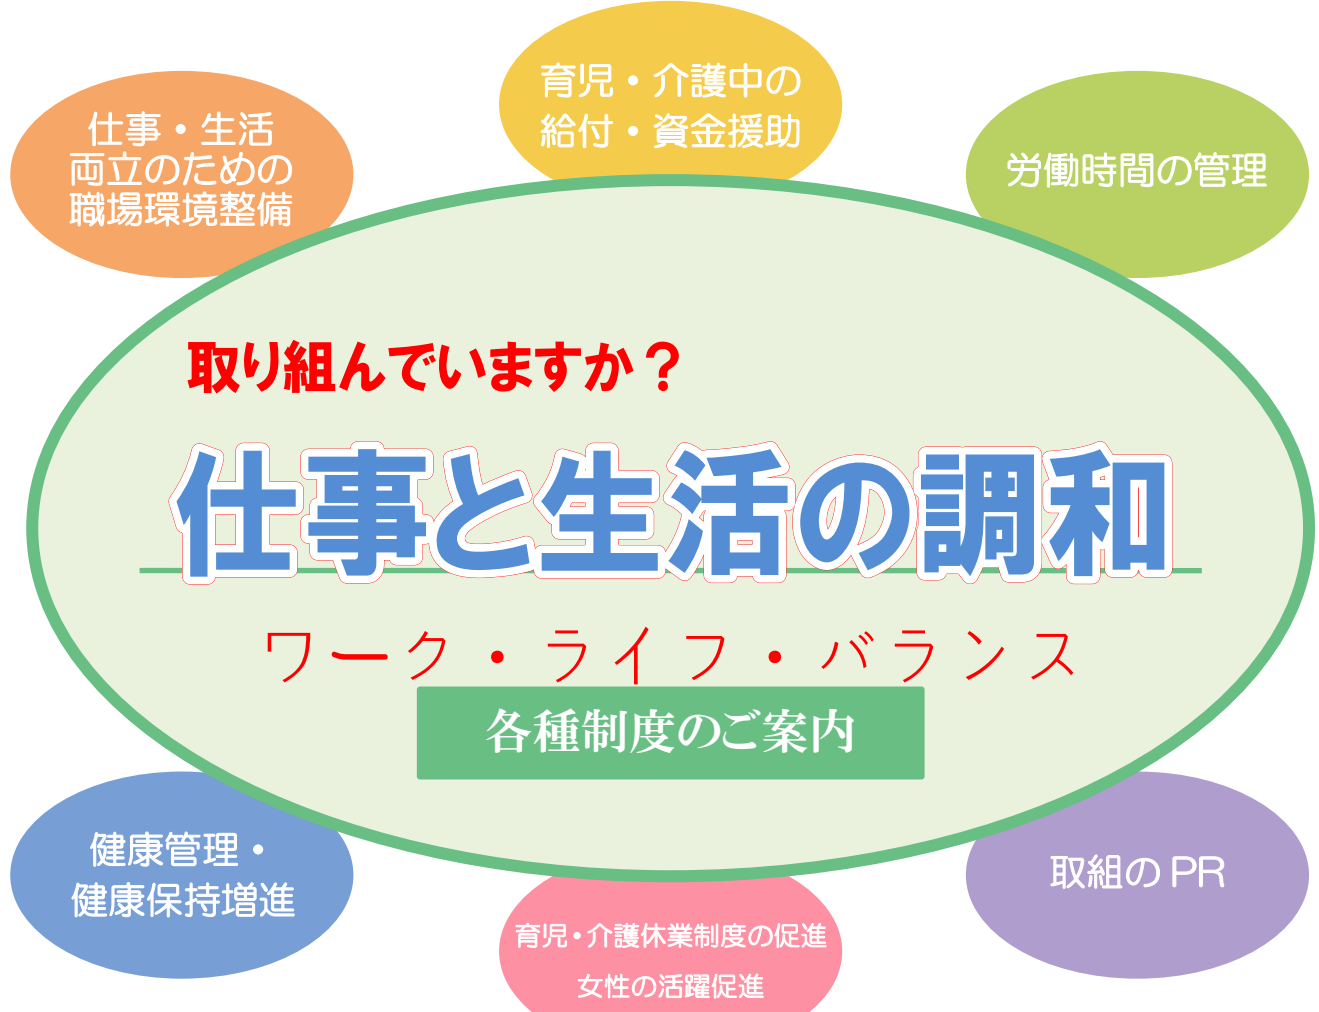 育児・介護中の
給付・資金援助
仕事・生活
両立のための
職場環境整備
労働時間の管理
取り組んでいますか？
仕事と生活の調和
ワーク・ライフ・バランス
各種制度のご案内
健康管理・
健康保持増進
取組のPR
育児・介護休業制度の促進
女性の活躍促進